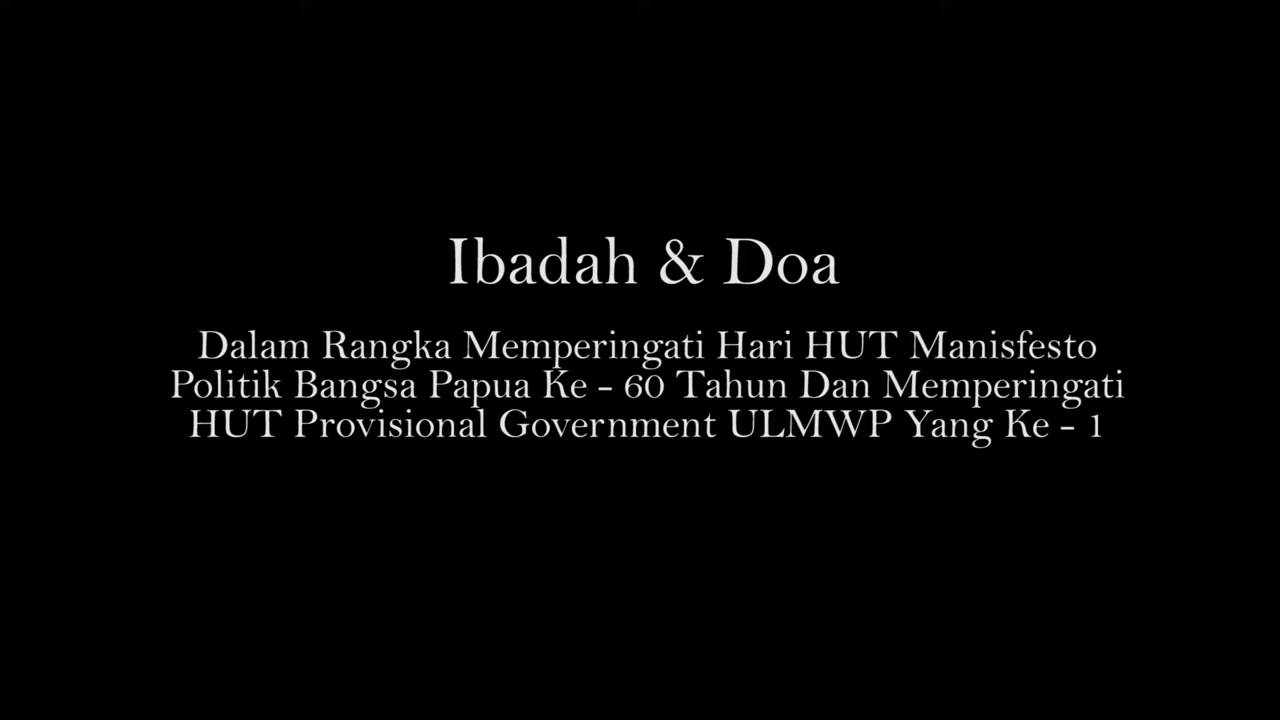 Ibadah & Doa
Dalam Rangka Memperingati Hari HUT Manisfesto
Politik Bangsa Papua Ke - 60 Tahun Dan Memperingati
HUT Provisional Government ULMWP Yang Ke - 1